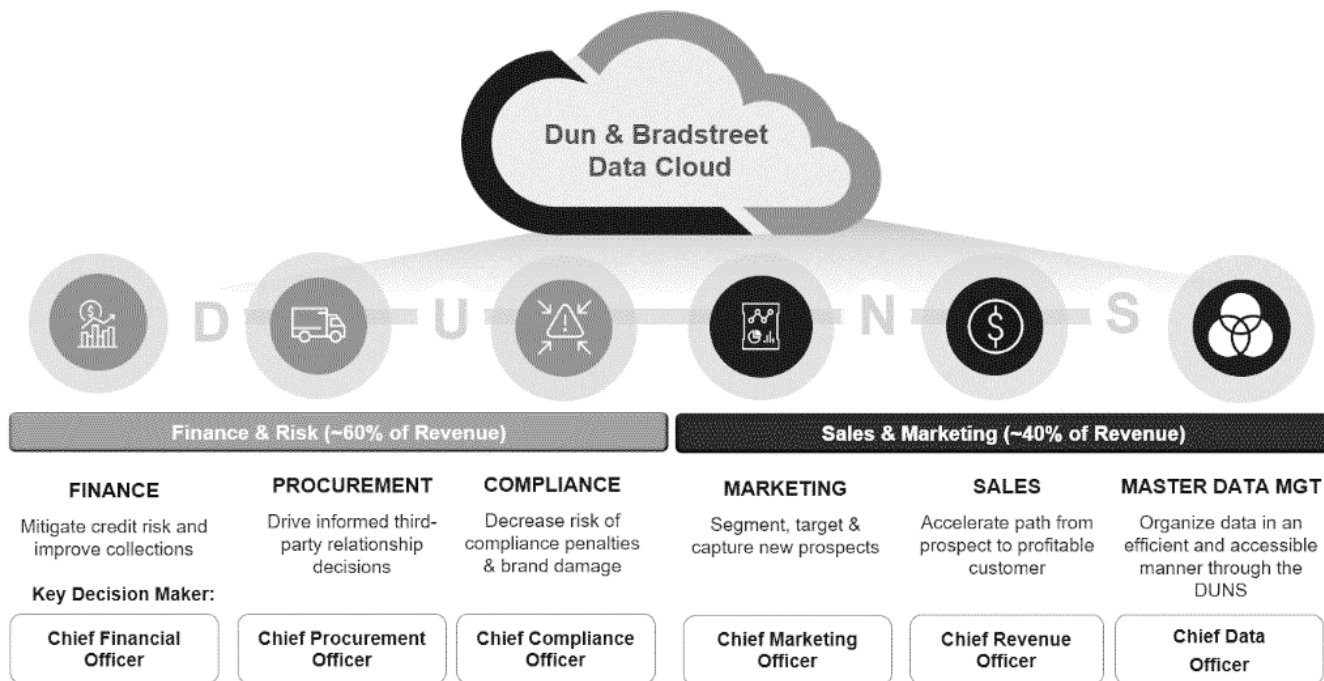 Dun & Bradstreet
Data Cloud
D U N S
Finance & Risk (~60% of Revenue)
Sales & Marketing (~40% of Revenue)
FINANCE
Mitigate credit risk and
improve collections
PROCUREMENT
Drive informed third-
party relationship
decisions
COMPLIANCE
Decrease risk of
compliance penalties
& brand damage
MARKETING
Segment, target &
capture new prospects
SALES
Accelerate path from
prospect to profitable
customer
MASTER DATA MGT
Organize data in an
efficient and accessible
manner through the
DUNS
Key Decision Maker:
Chief Financial
Officer
Chief Procurement
Officer
Chief Compliance
Officer
Chief Marketing
Officer
Chief Revenue
Officer
Chief Data
Officer